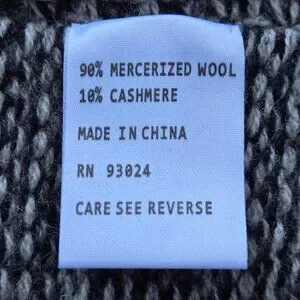 90% MERCERIZED WOOL
10% CASHMERE
MADE IN CHINA
RN 93024
CARE SEE REVERSE